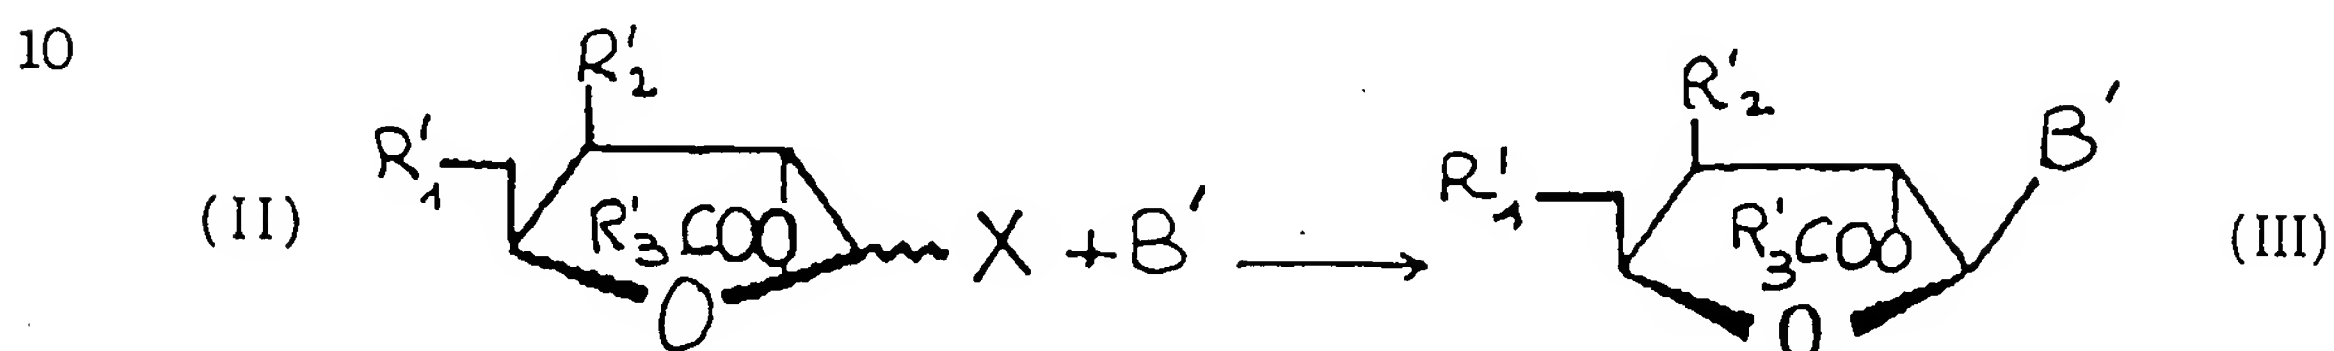 10
R'2 R'2
R'1 R'1 B'
(II) R'3COO X + B' → R'3COO (III)
O O